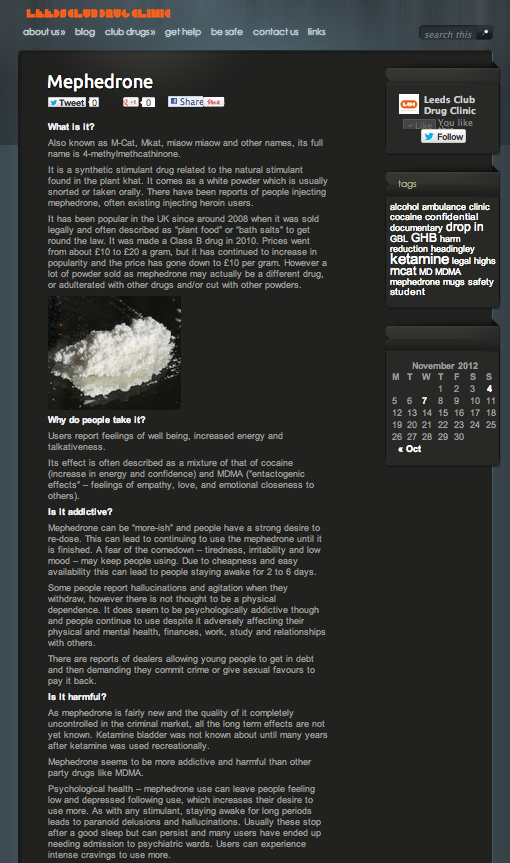 LEEDS CLUB DRUG CLINIC
about us» blog club drugs» get help be safe contact us links
search this
Mephedrone
Tweet 0 +1 0 Share Pin it
What is it?
Also known as M-Cat, Mkat, miaow miaow and other names, its full
name is 4-methylmethcathinone.
It is a synthetic stimulant drug related to the natural stimulant
found in the plant khat. It comes as a white powder which is usually
snorted or taken orally. There have been reports of people injecting
mephedrone, often existing injecting heroin users.
It has been popular in the UK since around 2008 when it was sold
legally and often described as "plant food" or "bath salts" to get
round the law. It was made a Class B drug in 2010. Prices went
from about £10 to £20 a gram, but it has continued to increase in
popularity and the price has gone down to £10 per gram. However a
lot of powder sold as mephedrone may actually be a different drug,
or adulterated with other drugs and/or cut with other powders.
Why do people take it?
Users report feelings of well being, increased energy and
talkativeness.
Its effect is often described as a mixture of that of cocaine
(increase in energy and confidence) and MDMA ("entactogenic
effects" – feelings of empathy, love, and emotional closeness to
others).
Is it addictive?
Mephedrone can be "more-ish" and people have a strong desire to
re-dose. This can lead to continuing to use the mephedrone until it
is finished. A fear of the comedown – tiredness, irritability and low
mood – may keep people using. Due to cheapness and easy
availability this can lead to people staying awake for 2 to 6 days.
Some people report hallucinations and agitation when they
withdraw, however there is not thought to be a physical
dependence. It does seem to be psychologically addictive though
and people continue to use despite it adversely affecting their
physical and mental health, finances, work, study and relationships
with others.
There are reports of dealers allowing young people to get in debt
and then demanding they commit crime or give sexual favours to
pay it back.
Is it harmful?
As mephedrone is fairly new and the quality of it completely
uncontrolled in the criminal market, all the long term effects are not
yet known. Ketamine bladder was not known about until many years
after ketamine was used recreationally.
Mephedrone seems to be more addictive and harmful than other
party drugs like MDMA.
Psychological health – mephedrone use can leave people feeling
low and depressed following use, which increases their desire to
use more. As with any stimulant, staying awake for long periods
leads to paranoid delusions and hallucinations. Usually these stop
after a good sleep but can persist and many users have ended up
needing admission to psychiatric wards. Users can experience
intense cravings to use more.
Leeds Club
Drug Clinic
Like You like
Follow
tags
alcohol ambulance clinic
cocaine confidential
documentary drop in
GBL GHB harm
reduction headingley
ketamine legal highs
mcat MD MDMA
mephedrone mugs safety
student
November 2012
M T W T F S S
1 2 3 4
5 6 7 8 9 10 11
12 13 14 15 16 17 18
19 20 21 22 23 24 25
26 27 28 29 30
« Oct